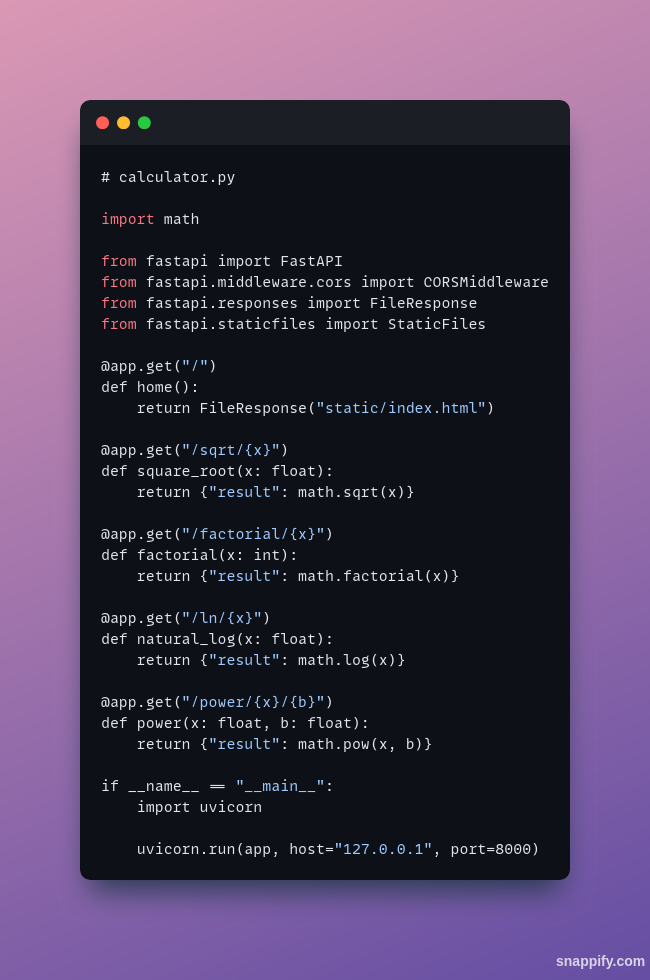 # calculator.py

import math

from fastapi import FastAPI
from fastapi.middleware.cors import CORSMiddleware
from fastapi.responses import FileResponse
from fastapi.staticfiles import StaticFiles

@app.get("/")
def home():
    return FileResponse("static/index.html")

@app.get("/sqrt/{x}")
def square_root(x: float):
    return {"result": math.sqrt(x)}

@app.get("/factorial/{x}")
def factorial(x: int):
    return {"result": math.factorial(x)}

@app.get("/ln/{x}")
def natural_log(x: float):
    return {"result": math.log(x)}

@app.get("/power/{x}/{b}")
def power(x: float, b: float):
    return {"result": math.pow(x, b)}

if __name__ == "__main__":
    import uvicorn

    uvicorn.run(app, host="127.0.0.1", port=8000)
snappify.com